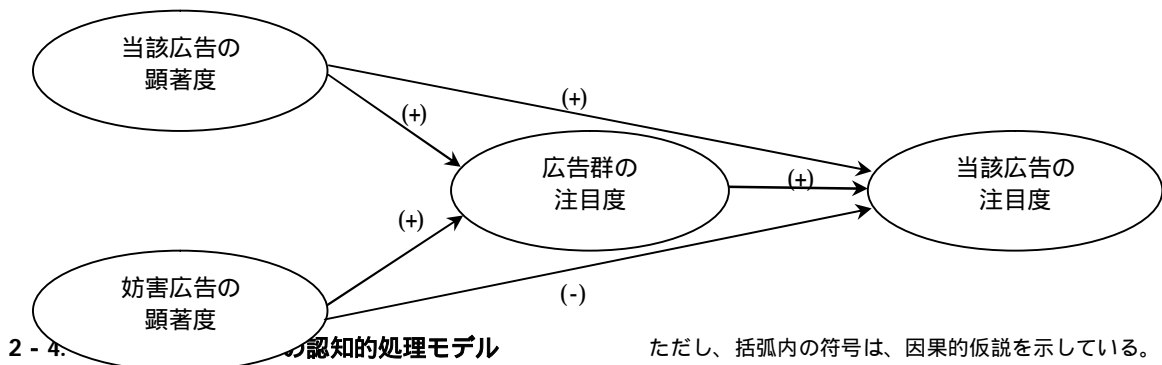 当該広告の
顕著度
(+)
(+)
広告群の
注目度
(+)
当該広告の
注目度
(+)
妨害広告の
顕著度
(-)
2 - 4. の認知的処理モデル
ただし、括弧内の符号は、因果的仮説を示している。